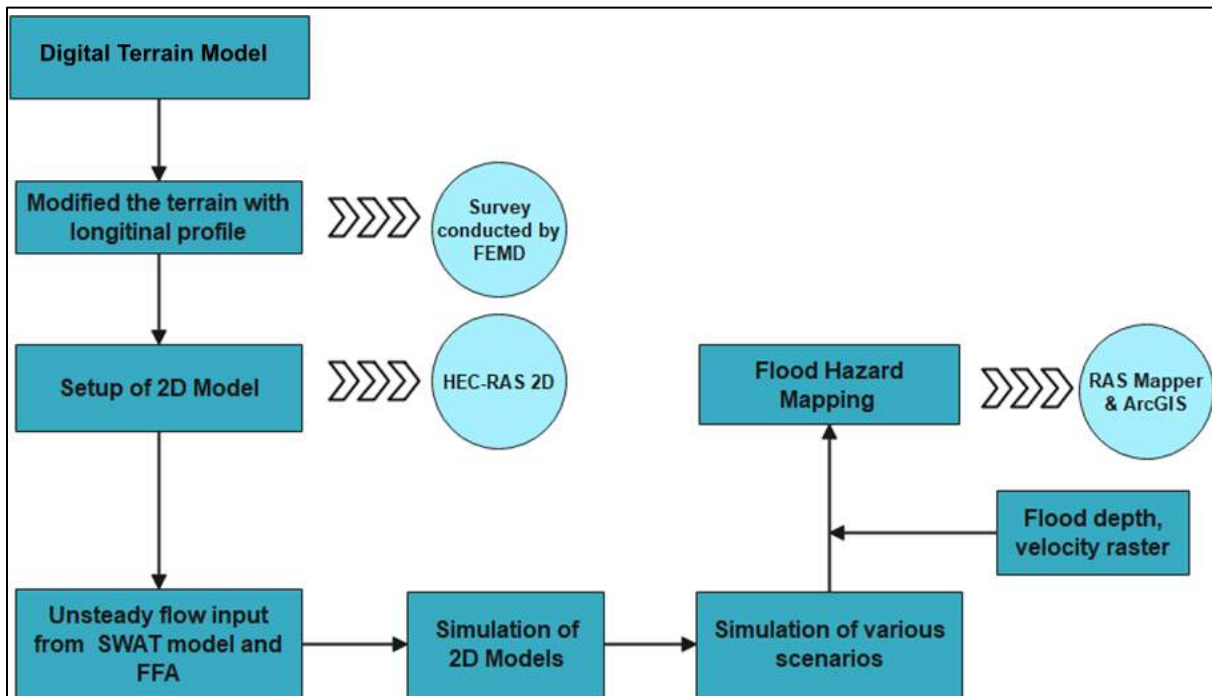 Digital Terrain Model
Modified the terrain with
longitinal profile
Survey
conducted by
FEMD
Setup of 2D Model
HEC-RAS 2D
Flood Hazard
Mapping
RAS Mapper
& ArcGIS
Flood depth,
velocity raster
Unsteady flow input
from SWAT model and
FFA
Simulation of
2D Models
Simulation of various
scenarios